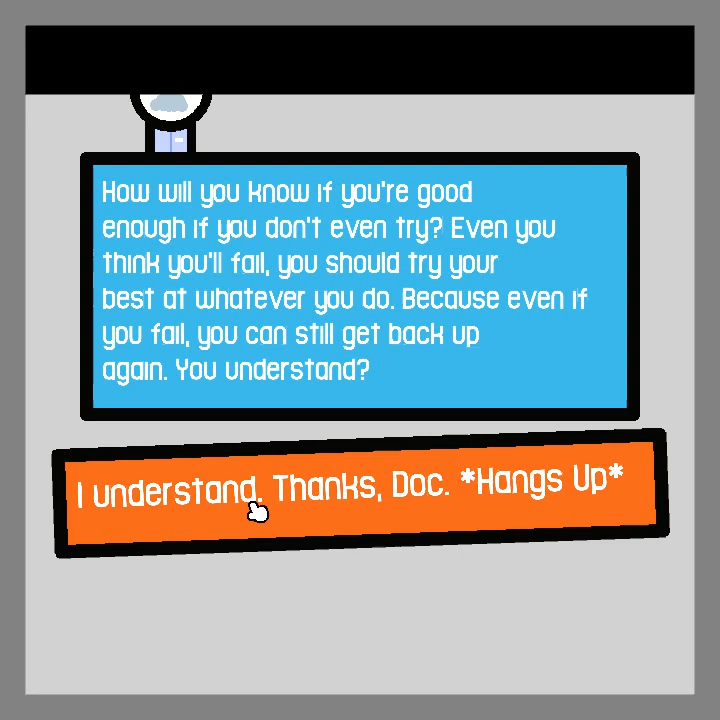 How will you know if you're good
enough if you don't even try? Even you
think you'll fail, you should try your
best at whatever you do. Because even if
you fail, you can still get back up
again. You understand?
I understand. Thanks, Doc. *Hangs Up*